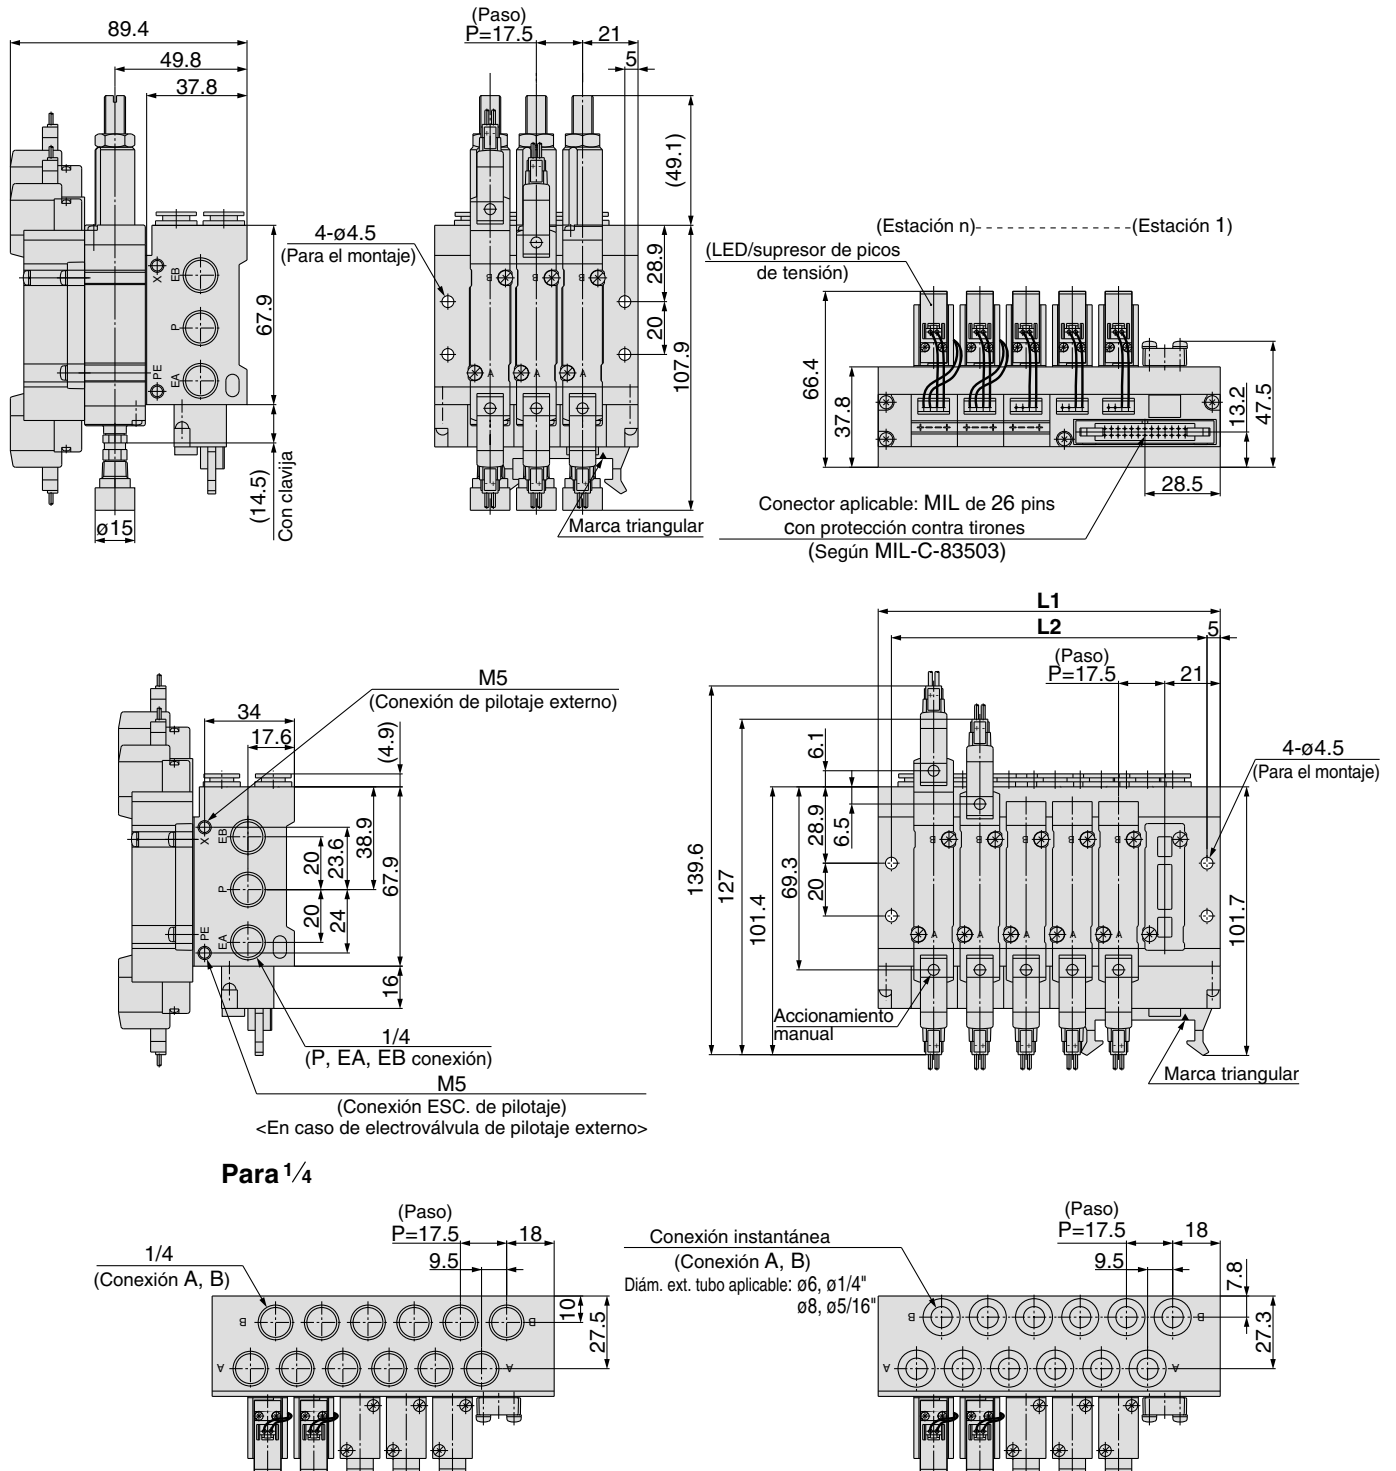 89.4
49.8
37.8
X EB
P
PE EA
67.9
(14.5)
Con clavija
ø15
(Paso)
P=17.5
21
5
(49.1)
4-ø4.5
(Para el montaje)
28.9
20
107.9
B B B
A A A
Marca triangular
(Estación n)
(Estación 1)
(LED/supresor de picos
de tensión)
66.4
37.8
13.2
47.5
28.5
Conector aplicable: MIL de 26 pins
con protección contra tirones
(Según MIL-C-83503)
M5
(Conexión de pilotaje externo)
34
17.6
(4.9)
X EB
P
PE EA
20
23.6
38.9
67.9
20
24
16
1/4
(P, EA, EB conexión)
M5
(Conexión ESC. de pilotaje)
<En caso de electroválvula de pilotaje externo>
L1
L2
5
(Paso)
P=17.5
21
6.1
4-ø4.5
(Para el montaje)
139.6
127
101.4
69.3
28.9
6.5
20
101.7
B B B B B
A A A A A
Accionamiento
manual
Marca triangular
Para 1/4
(Paso)
P=17.5
18
9.5
1/4
(Conexión A, B)
10
27.5
B B
A A
Conexión instantánea
(Conexión A, B)
Diám. ext. tubo aplicable: ø6, ø1/4"
ø8, ø5/16"
(Paso)
P=17.5
18
9.5
7.8
27.3
B B
A A